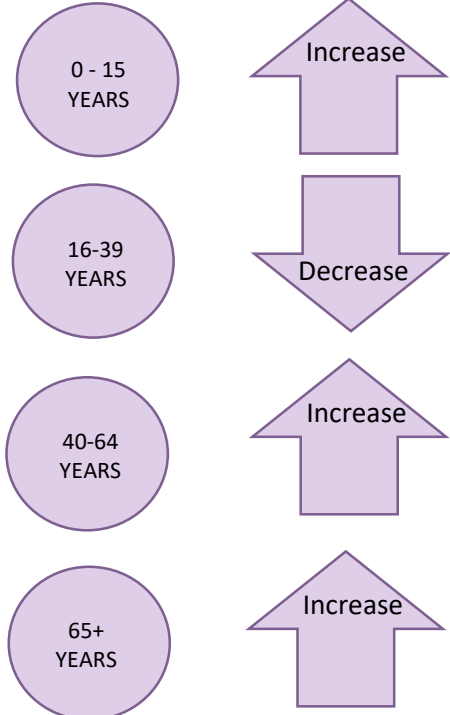 0 - 15
YEARS
Increase
16-39
YEARS
Decrease
40-64
YEARS
Increase
65+
YEARS
Increase